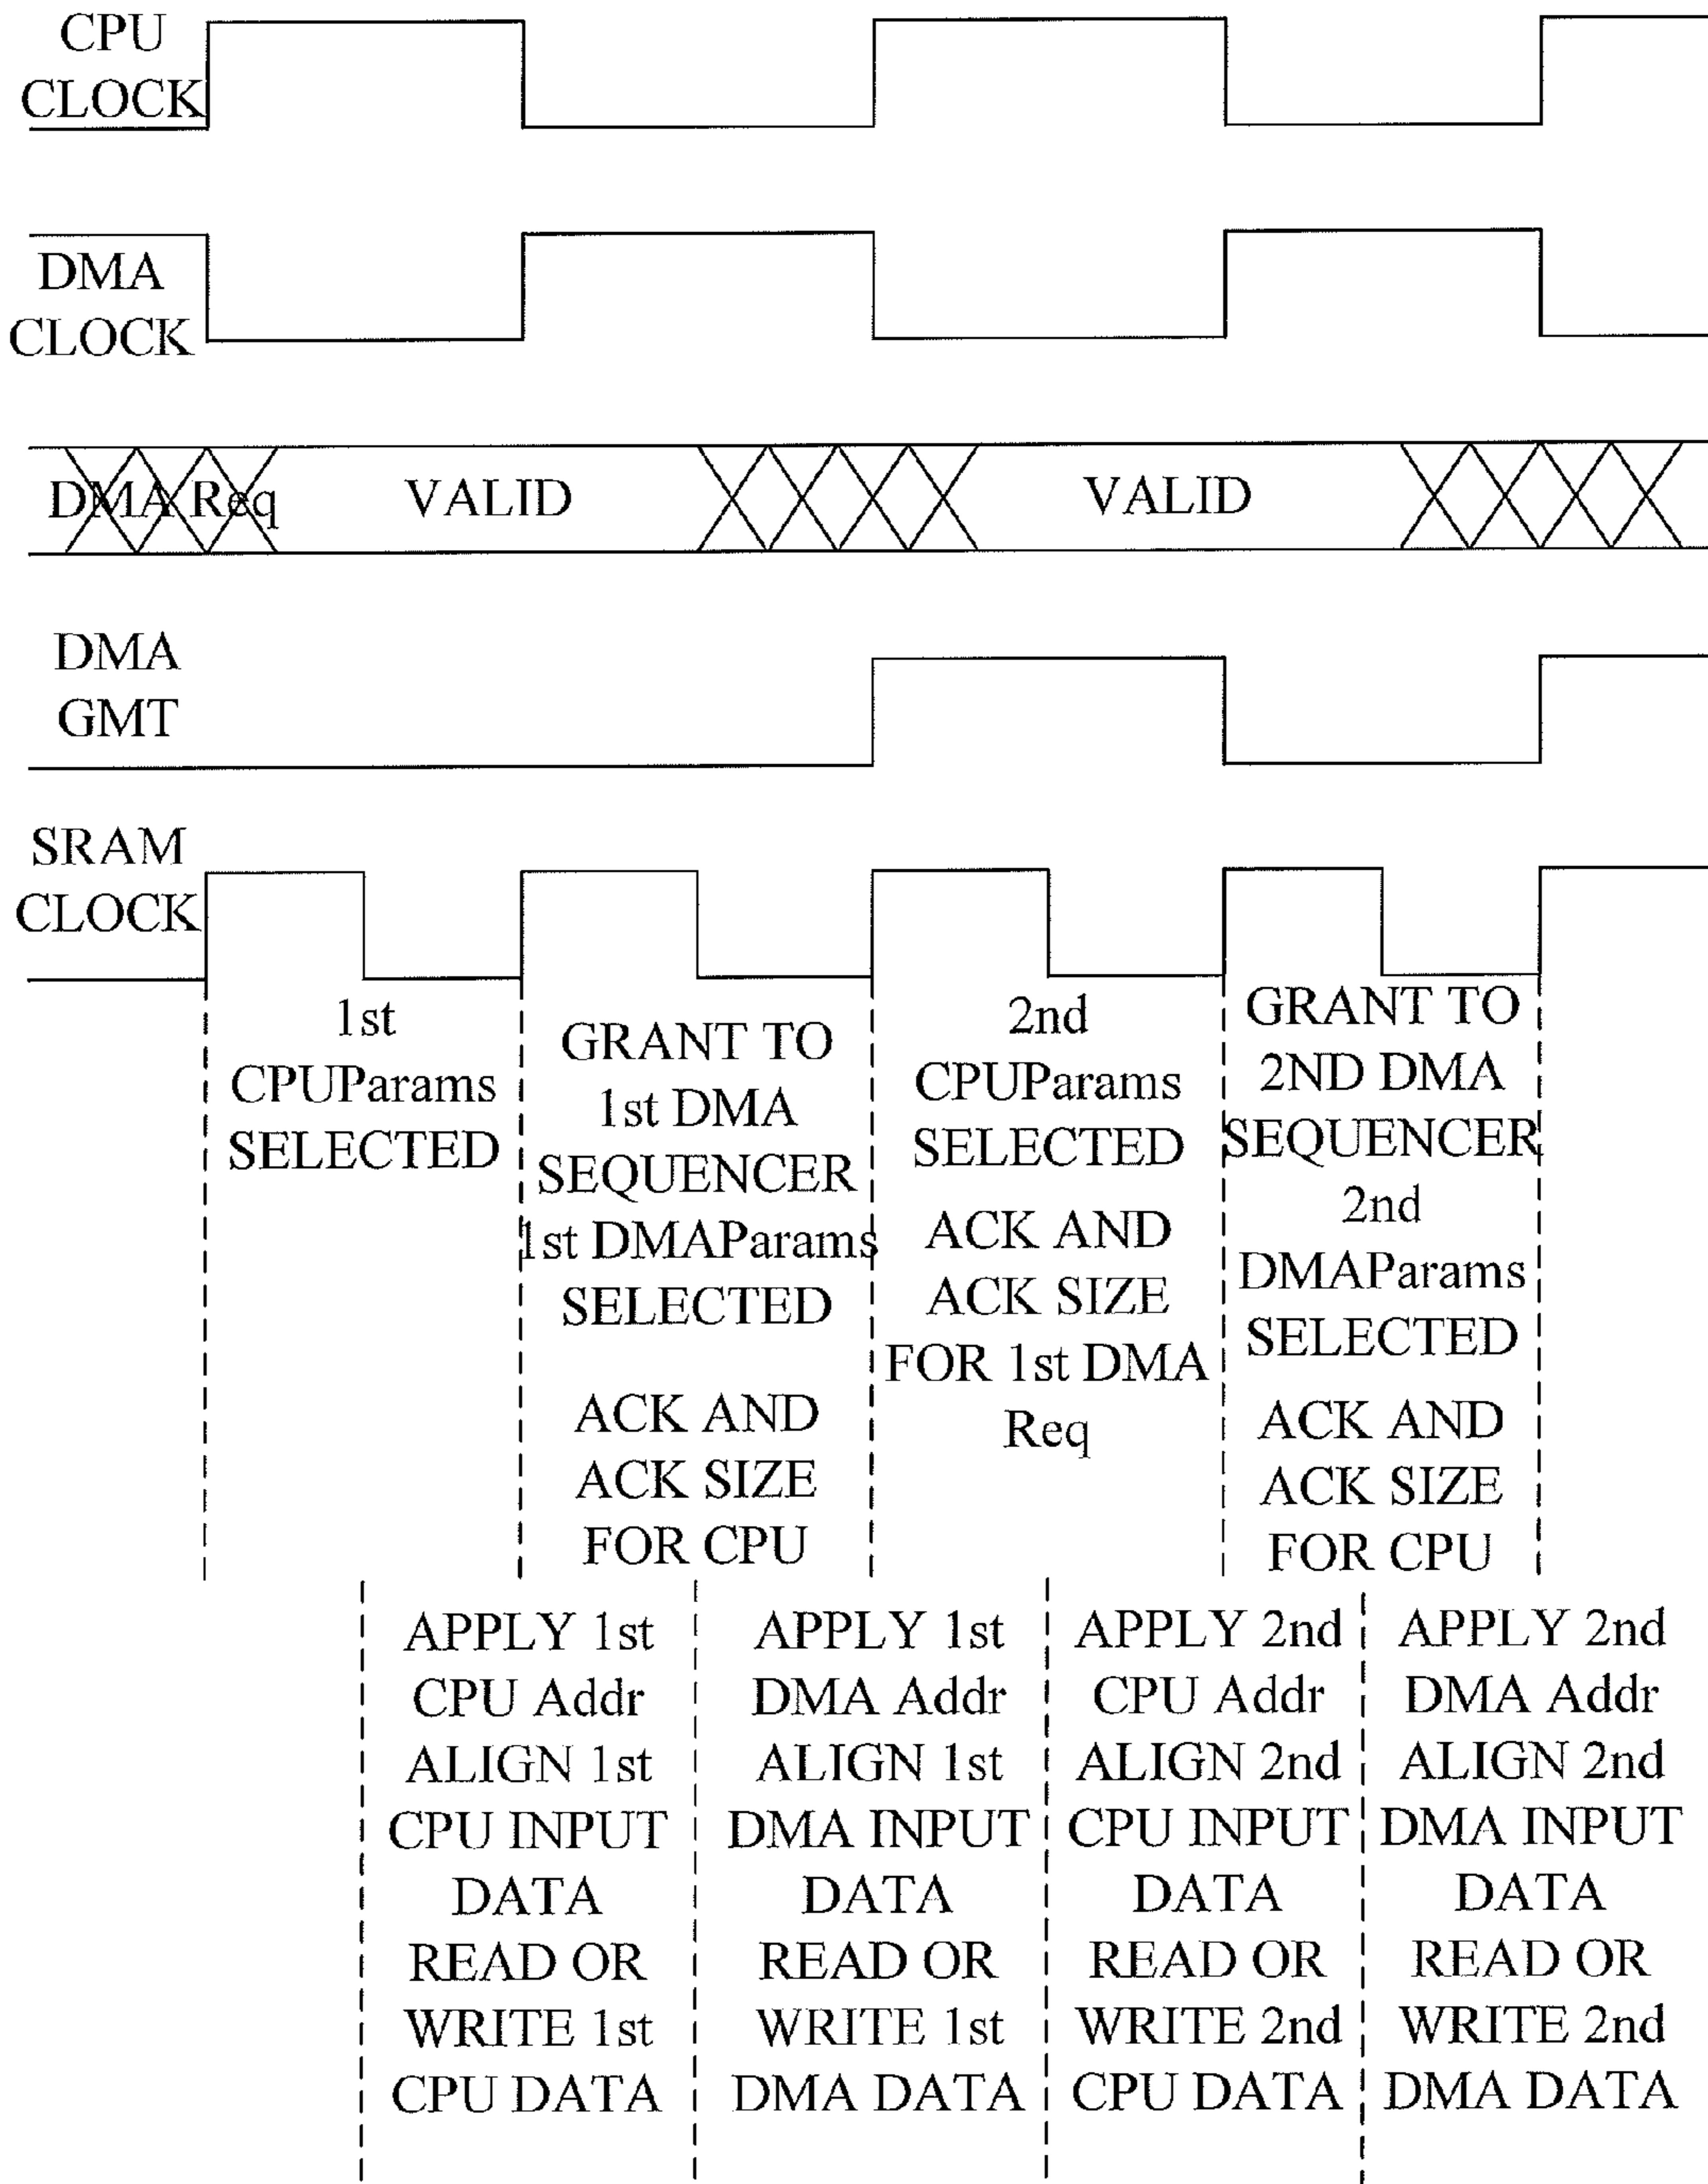 CPU
CLOCK
DMA
CLOCK
DMA Req
VALID
VALID
DMA
GMT
SRAM
CLOCK
1st
CPUParams
SELECTED
GRANT TO
1st DMA
SEQUENCER
1st DMAParams
SELECTED
ACK AND
ACK SIZE
FOR CPU
2nd
CPUParams
SELECTED
ACK AND
ACK SIZE
FOR 1st DMA
Req
GRANT TO
2ND DMA
SEQUENCER
2nd
DMAParams
SELECTED
ACK AND
ACK SIZE
FOR CPU
APPLY 1st
CPU Addr
ALIGN 1st
CPU INPUT
DATA
READ OR
WRITE 1st
CPU DATA
APPLY 1st
DMA Addr
ALIGN 1st
DMA INPUT
DATA
READ OR
WRITE 1st
DMA DATA
APPLY 2nd
CPU Addr
ALIGN 2nd
CPU INPUT
DATA
READ OR
WRITE 2nd
CPU DATA
APPLY 2nd
DMA Addr
ALIGN 2nd
DMA INPUT
DATA
READ OR
WRITE 2nd
DMA DATA